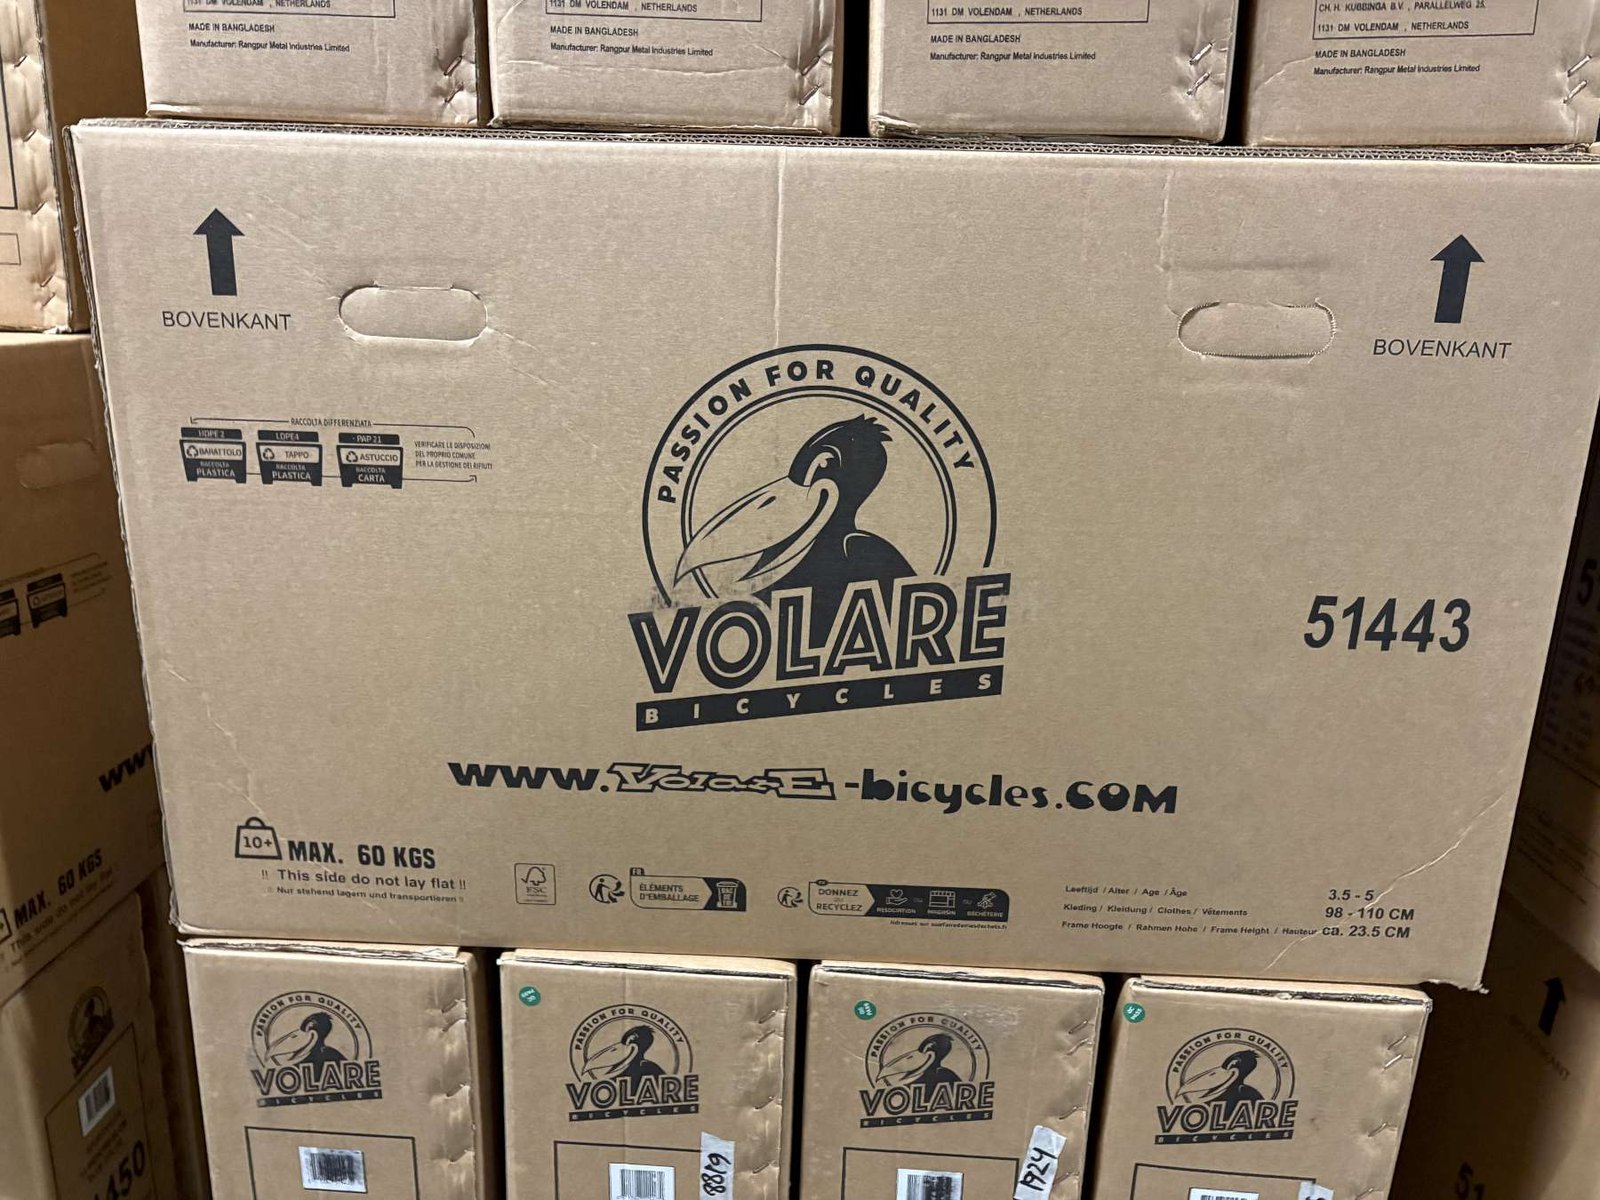 1131 DM VOLENDAM , NETHERLANDS
MADE IN BANGLADESH
Manufacturer: Rangpur Metal Industries Limited
1131 DM VOLENDAM , NETHERLANDS
MADE IN BANGLADESH
Manufacturer: Rangpur Metal Industries Limited
1131 DM VOLENDAM , NETHERLANDS
MADE IN BANGLADESH
Manufacturer: Rangpur Metal Industries Limited
CH. H. KUBBINGA B.V. , PARALLELWEG 25,
1131 DM VOLENDAM , NETHERLANDS
MADE IN BANGLADESH
Manufacturer: Rangpur Metal Industries Limited
BOVENKANT
BOVENKANT
RACCOLTA DIFFERENZIATA
HDPE 2
BARATTOLO
RACCOLTA
PLASTICA
LDPE4
TAPPO
RACCOLTA
PLASTICA
PAP 21
ASTUCCIO
RACCOLTA
CARTA
VERIFICARE LE DISPOSIZIONI
DEL PROPRIO COMUNE
PER LA GESTIONE DEI RIFIUTI
PASSION FOR QUALITY
VOLARE
BICYCLES
51443
www.VolarE-bicycles.COM
10+
MAX. 60 KGS
!! This side do not lay flat !!
!! Nur stehend lagern und transportieren !!
FSC
FR
ÉLÉMENTS
D'EMBALLAGE
DONNEZ
OU
RECYCLEZ
ASSOCIATION
OU
MAGASIN
OU
DÉCHÈTERIE
Leeftijd / Alter / Age / Âge 3.5 - 5
Kleding / Kleidung / Clothes / Vêtements 98 - 110 CM
Frame Hoogte / Rahmen Hohe / Frame Height / Hauteur ca. 23.5 CM
MAX. 60 KGS
PASSION FOR QUALITY
VOLARE
BICYCLES
PASSION FOR QUALITY
VOLARE
BICYCLES
8819
PASSION FOR QUALITY
VOLARE
BICYCLES
1924
PASSION FOR QUALITY
VOLARE
BICYCLES